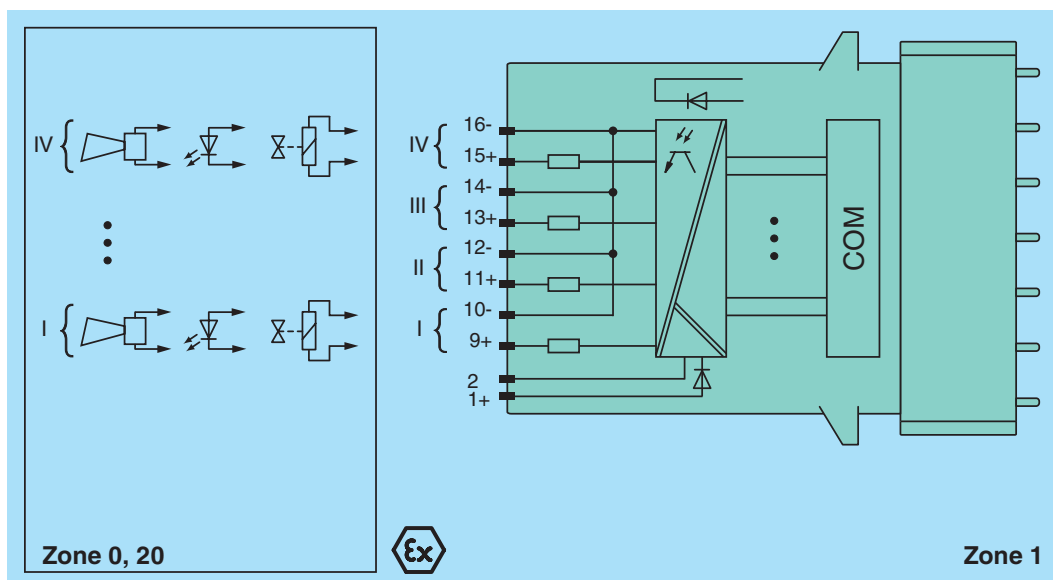 IV
I
Zone 0, 20
IV
16-
15+
III
14-
13+
II
12-
11+
I
10-
9+
2
1+
COM
εx
Zone 1